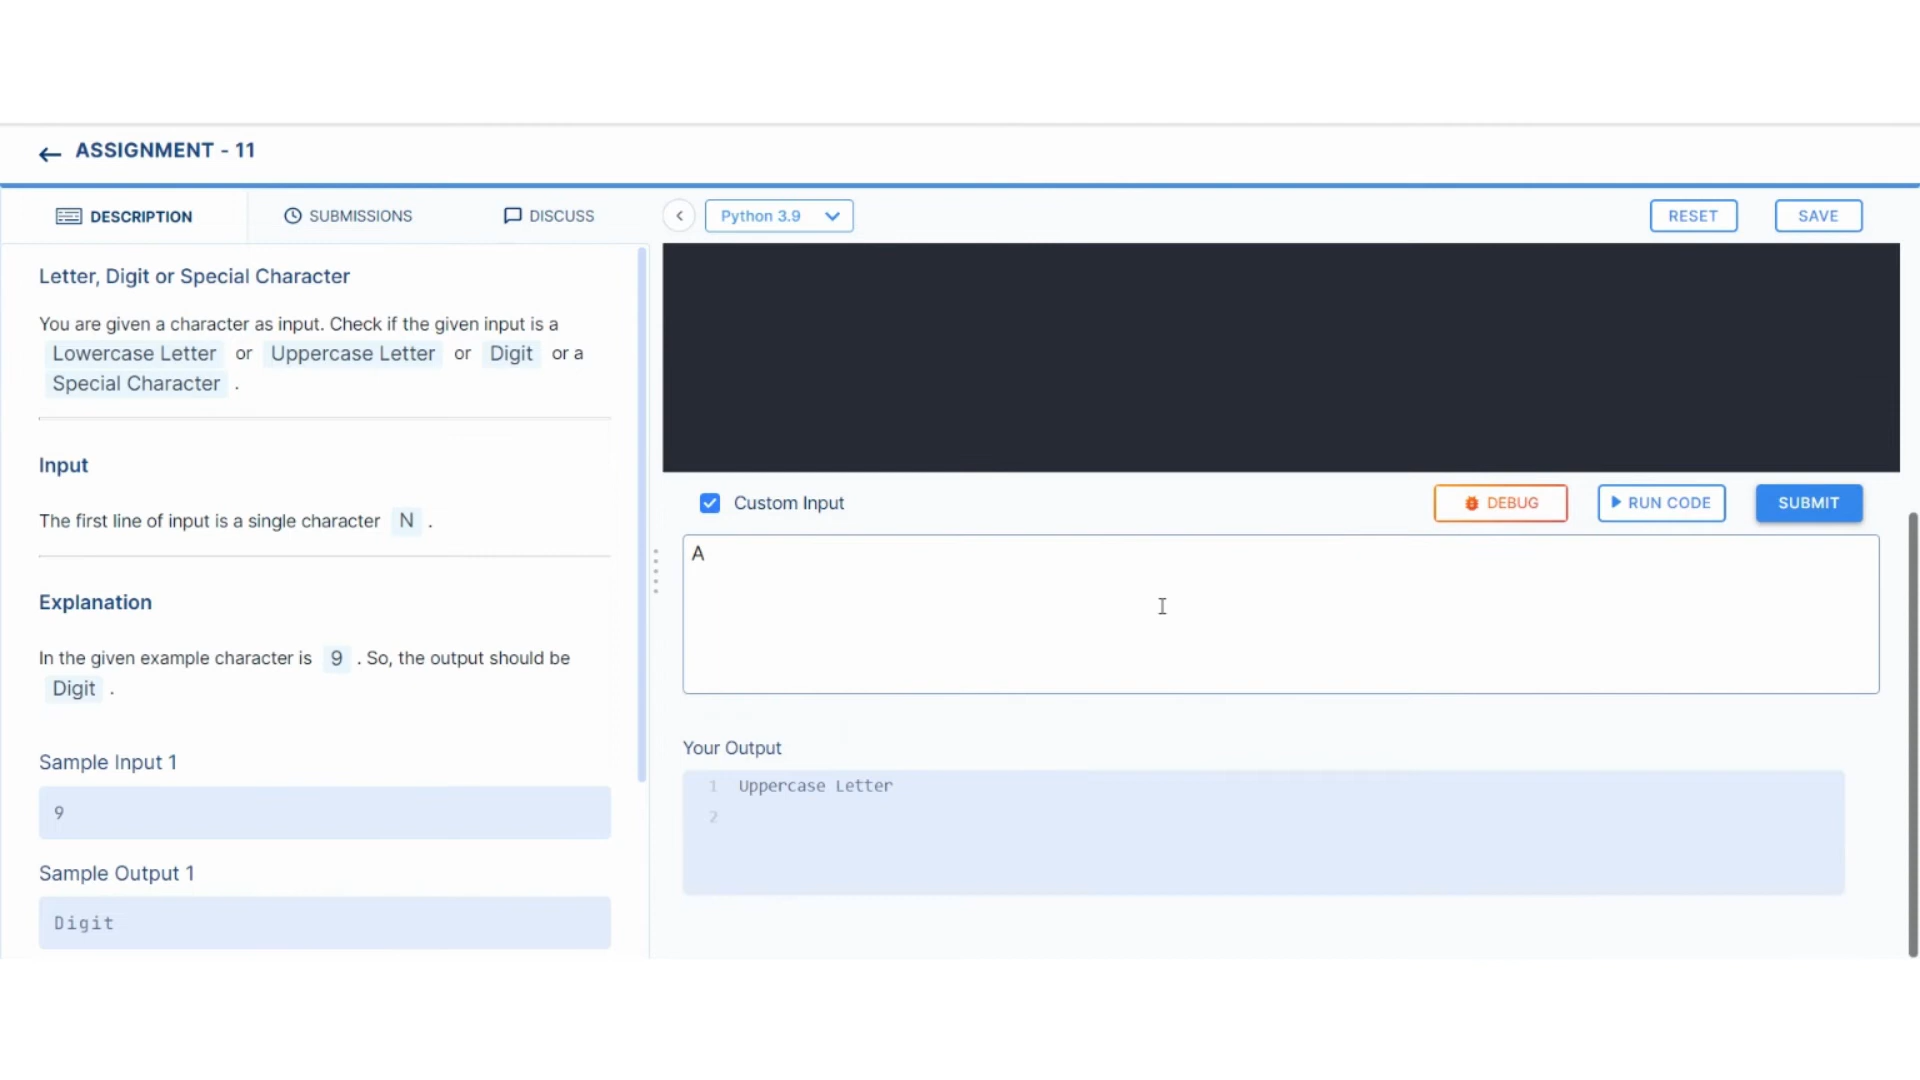 ASSIGNMENT - 11
DESCRIPTION
SUBMISSIONS
DISCUSS
Python 3.9
RESET
SAVE
Letter, Digit or Special Character
You are given a character as input. Check if the given input is a
Lowercase Letter or Uppercase Letter or Digit or a
Special Character .
Input
The first line of input is a single character N .
Explanation
In the given example character is 9 . So, the output should be
Digit .
Sample Input 1
9
Sample Output 1
Digit
Custom Input
DEBUG
RUN CODE
SUBMIT
A
Your Output
1 Uppercase Letter
2